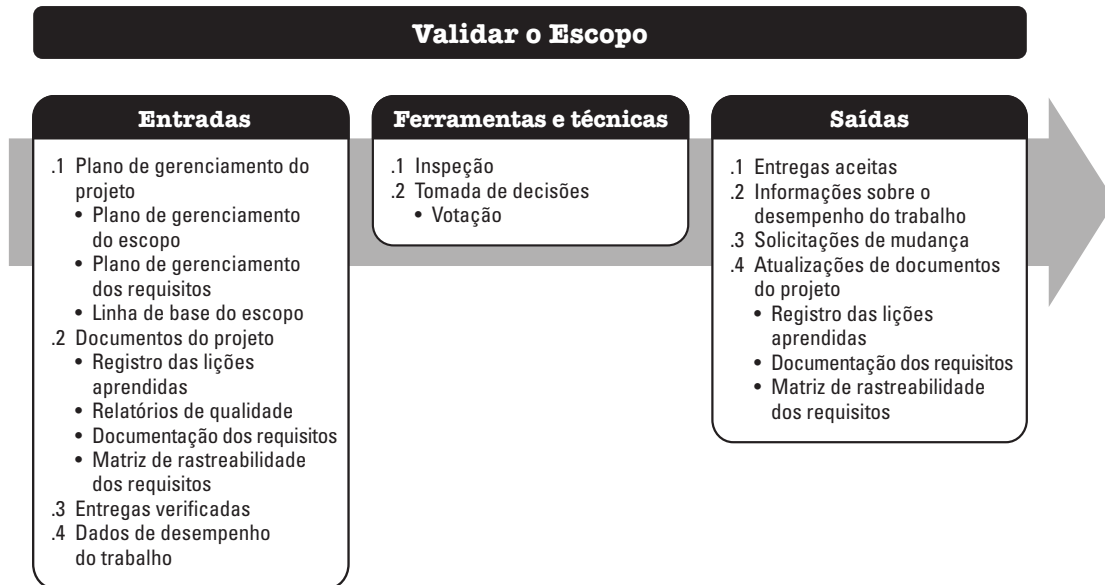 Validar o Escopo
Entradas
.1 Plano de gerenciamento do
projeto
• Plano de gerenciamento
do escopo
• Plano de gerenciamento
dos requisitos
• Linha de base do escopo
.2 Documentos do projeto
• Registro das lições
aprendidas
• Relatórios de qualidade
• Documentação dos requisitos
• Matriz de rastreabilidade
dos requisitos
.3 Entregas verificadas
.4 Dados de desempenho
do trabalho
Ferramentas e técnicas
.1 Inspeção
.2 Tomada de decisões
• Votação
Saídas
.1 Entregas aceitas
.2 Informações sobre o
desempenho do trabalho
.3 Solicitações de mudança
.4 Atualizações de documentos
do projeto
• Registro das lições
aprendidas
• Documentação dos requisitos
• Matriz de rastreabilidade
dos requisitos